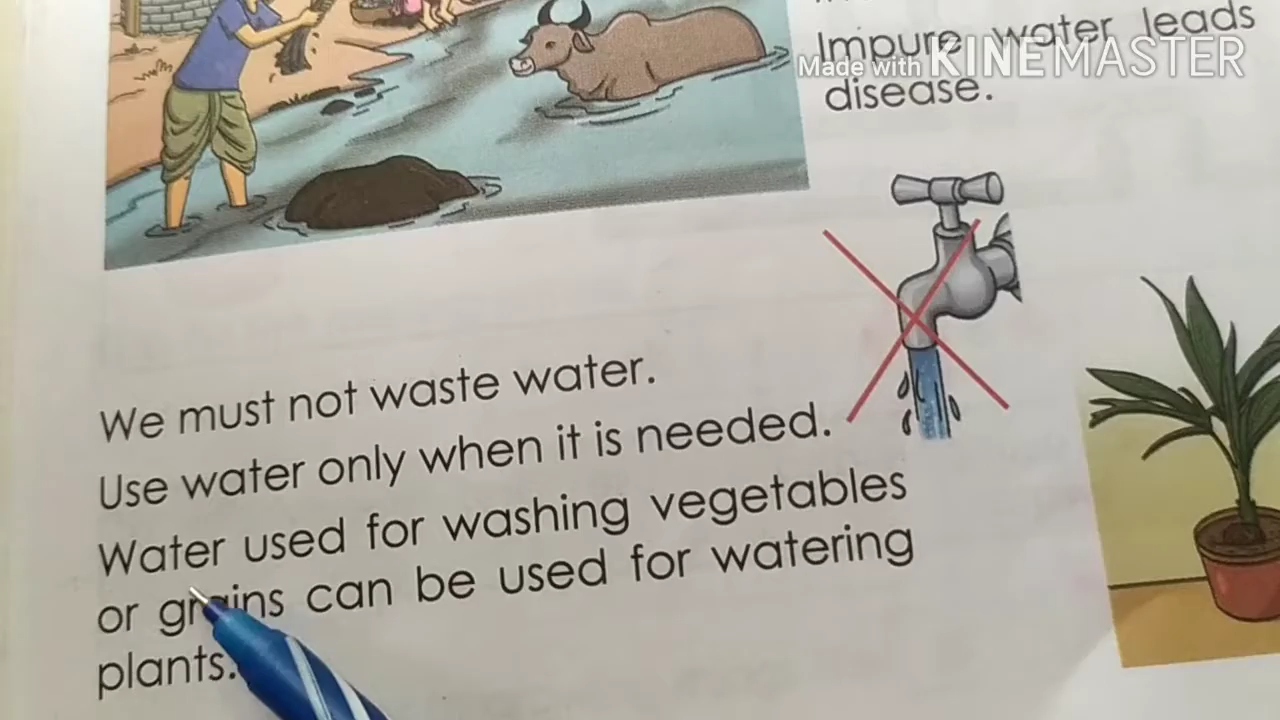 Impure water leads
disease.
Made with KINEMASTER
We must not waste water.
Use water only when it is needed.
Water used for washing vegetables
or grains can be used for watering
plants.